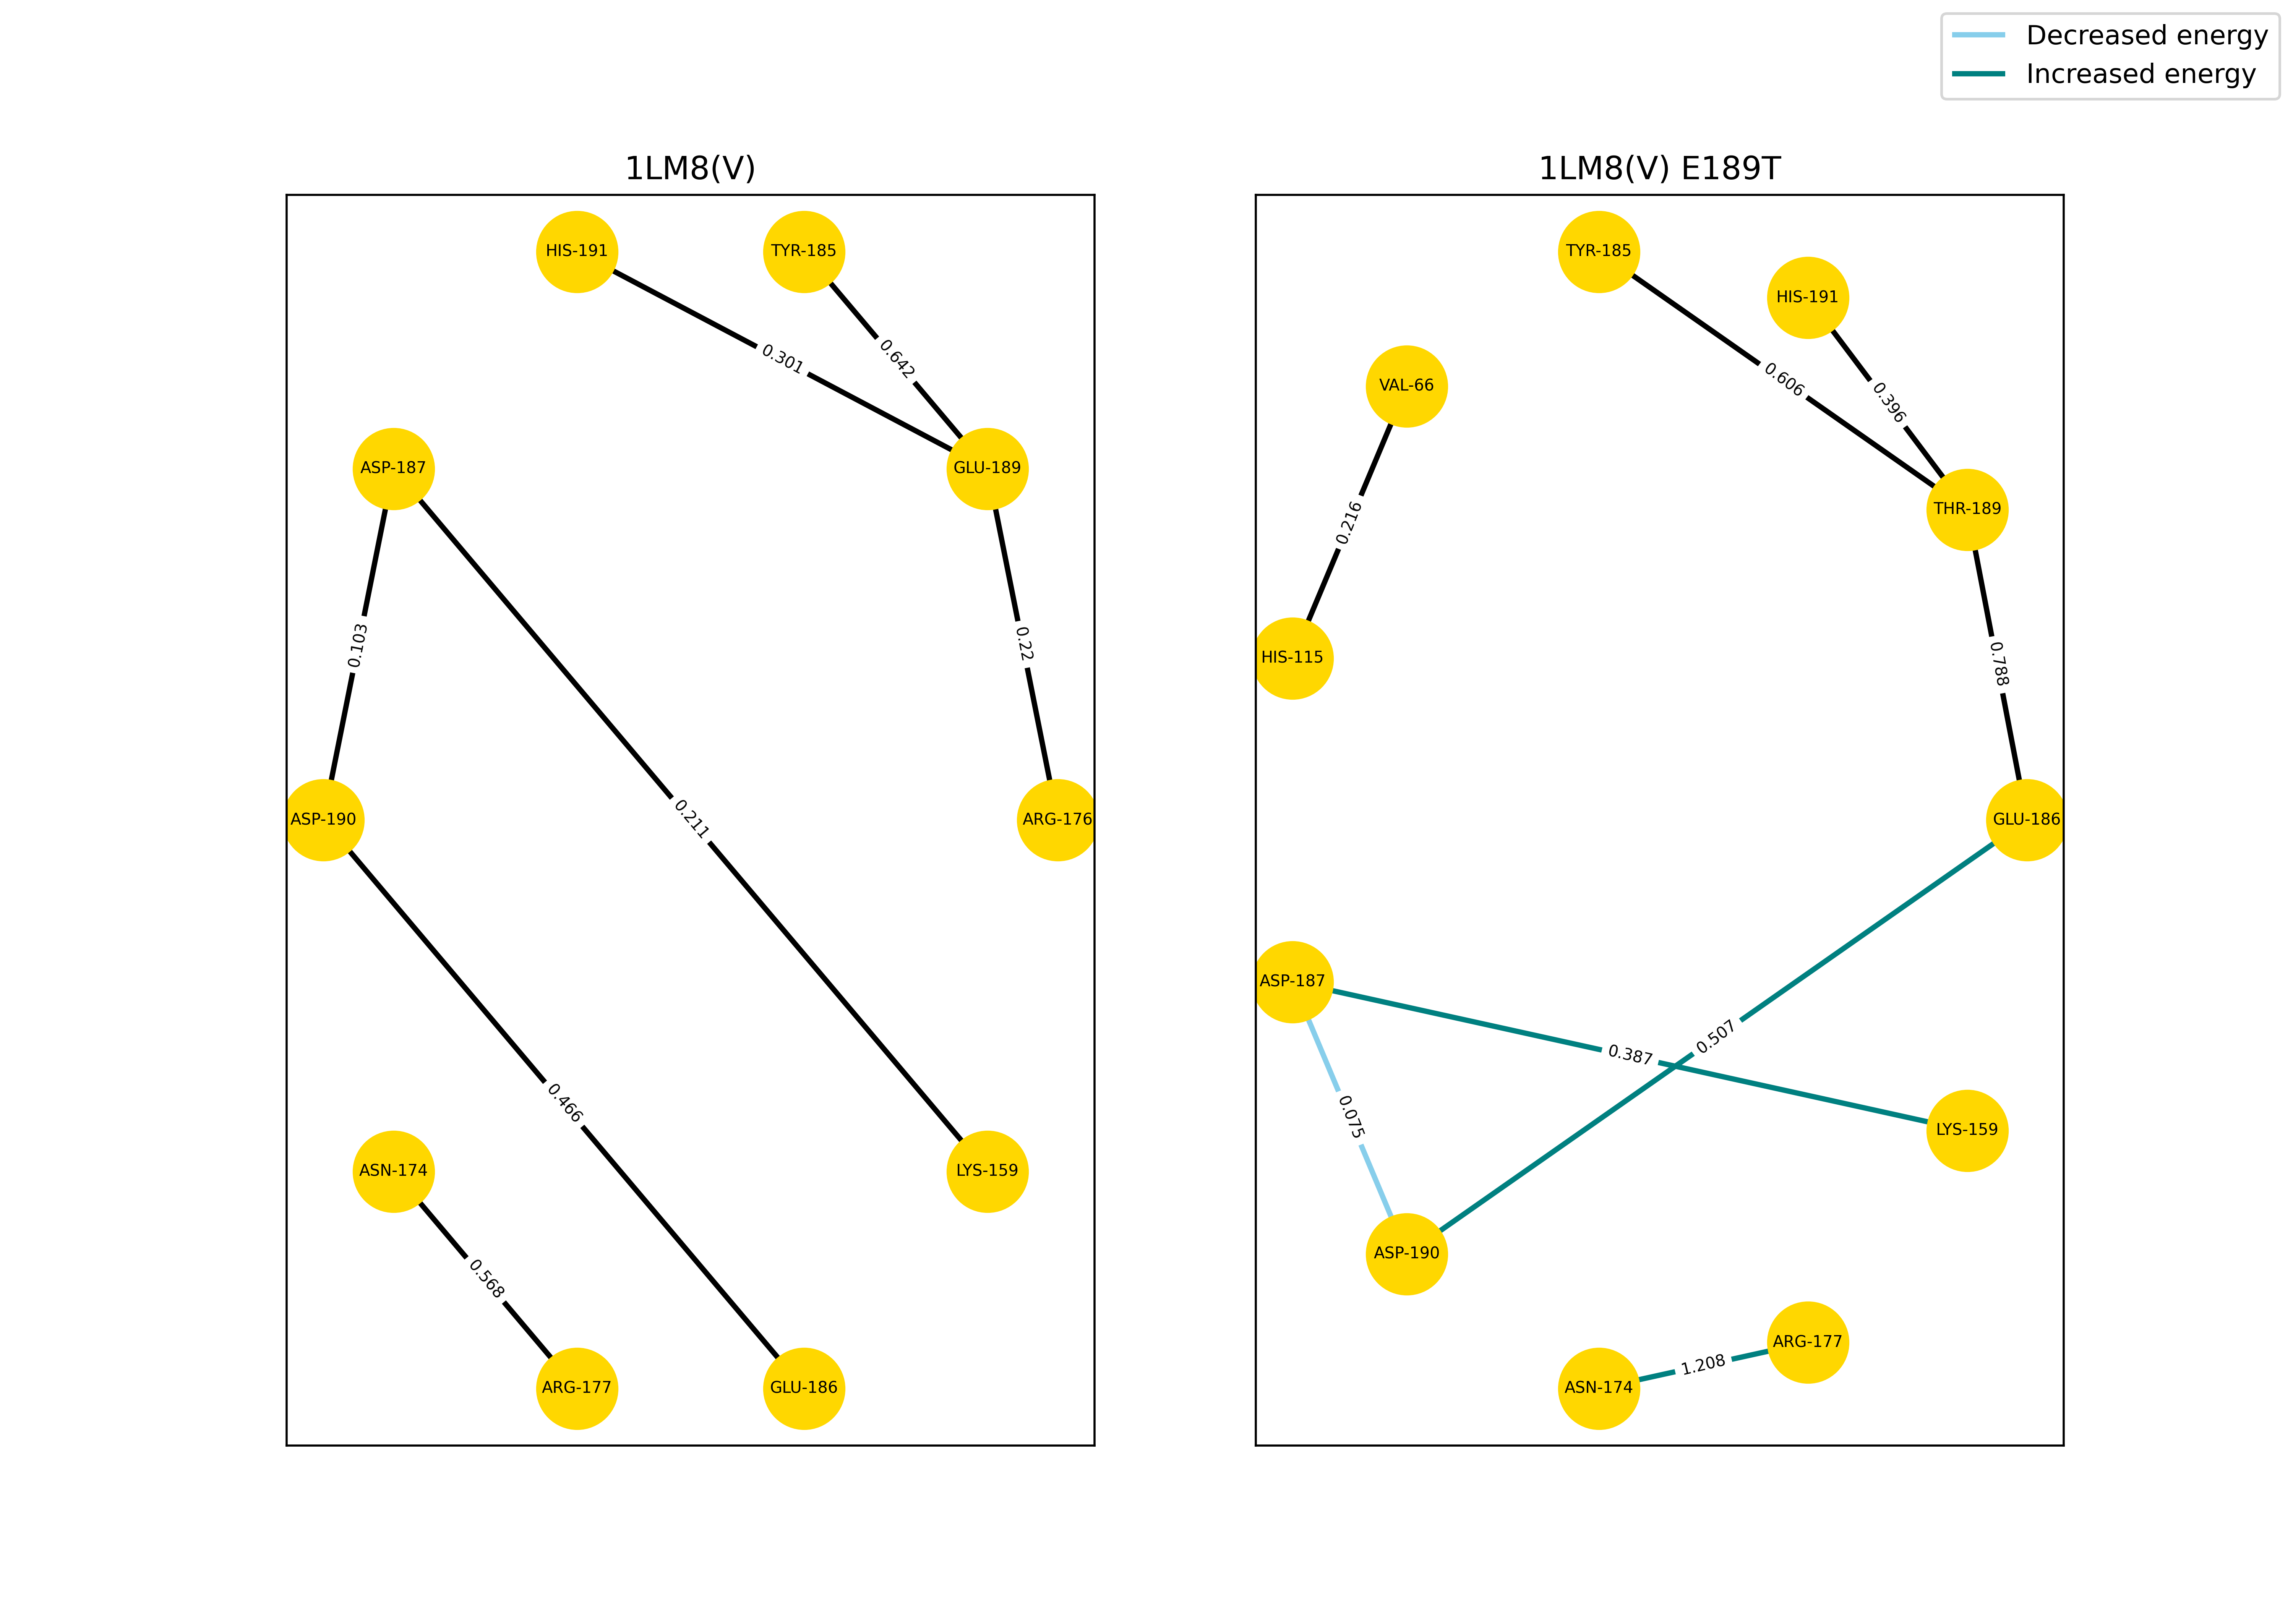 Decreased energy
Increased energy
1LM8(V)
HIS-191
TYR-185
0.301
0.642
ASP-187
GLU-189
0.103
0.22
0.211
ASP-190
ARG-176
0.466
ASN-174
LYS-159
0.568
ARG-177
GLU-186
1LM8(V) E189T
TYR-185
HIS-191
VAL-66
0.606
0.396
THR-189
0.216
HIS-115
0.788
GLU-186
ASP-187
0.507
0.387
0.075
LYS-159
ASP-190
ARG-177
1.208
ASN-174